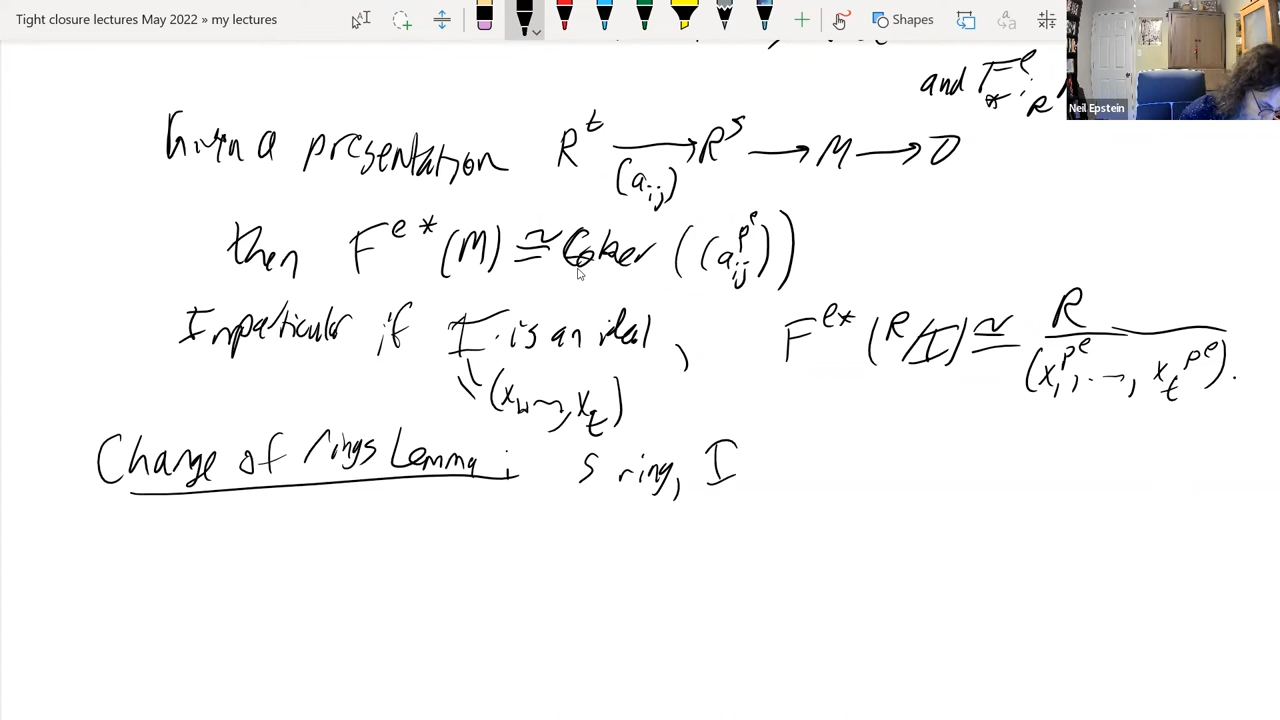 Tight closure lectures May 2022 » my lectures
Shapes
Neil Epstein
and F^e_* : R
Given a presentation R^t →(a_ij) R^s → M → 0
then F^{e*}(M) ≅ Coker((a_ij^{p^e}))
In particular if I is an ideal, F^{e*}(R/I) ≅ R/(x_1^{p^e}, ..., x_t^{p^e}).
(x_1, ..., x_t)
Change of rings Lemma: S ring, I